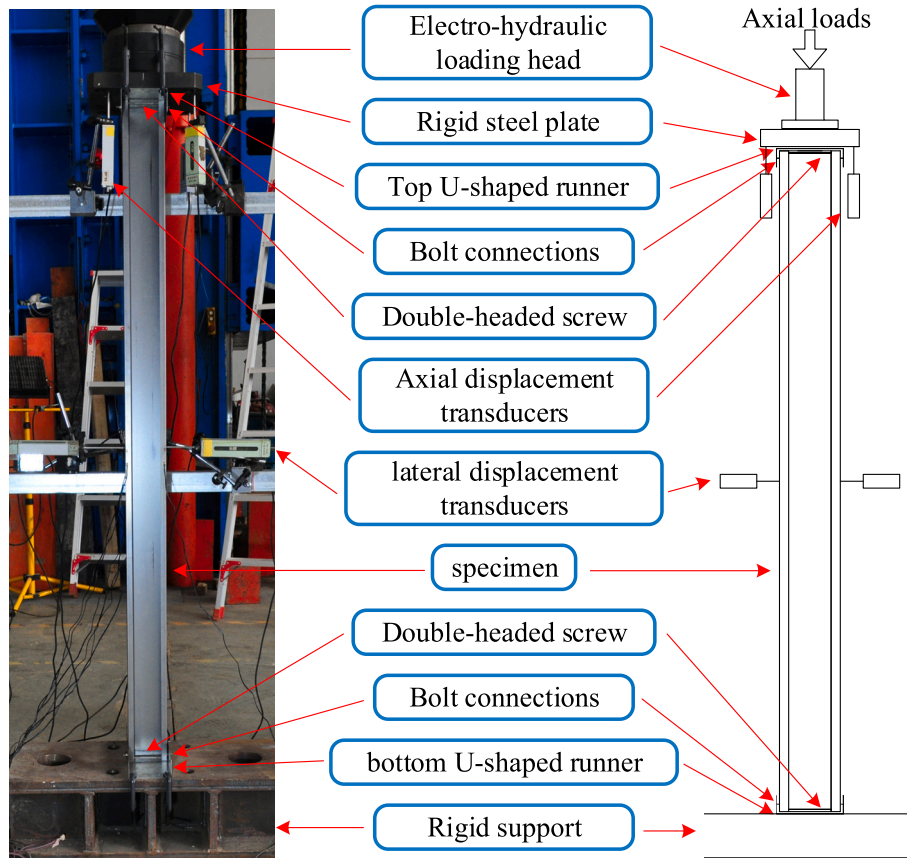 Axial loads
Electro-hydraulic
loading head
Rigid steel plate
Top U-shaped runner
Bolt connections
Double-headed screw
Axial displacement
transducers
lateral displacement
transducers
specimen
Double-headed screw
Bolt connections
bottom U-shaped runner
Rigid support